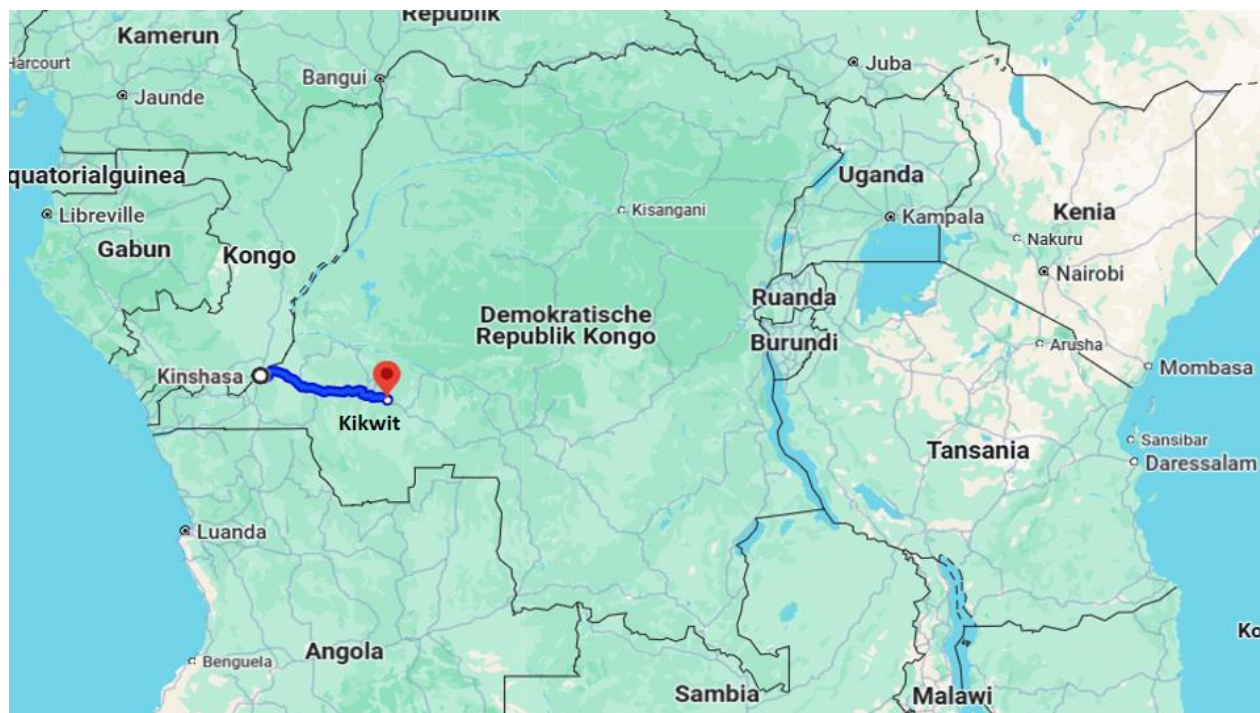 Republik
Kamerun
Harcourt
Bangui
Juba
Jaunde
quatorialguinea
Uganda
Kisangani
Libreville
Kampala
Kenia
Gabun
Kongo
Nakuru
Nairobi
Ruanda
Demokratische
Republik Kongo
Burundi
Arusha
Kinshasa
Mombasa
Kikwit
Sansibar
Tansania
Daressalam
Luanda
Ko
Angola
Benguela
Sambia
Malawi